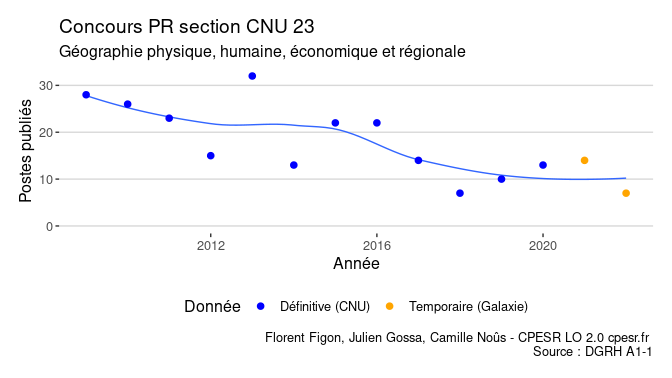 Concours PR section CNU 23
Géographie physique, humaine, économique et régionale
Postes publiés
30
20
10
0
2012 2016 2020
Année
Donnée Définitive (CNU) Temporaire (Galaxie)
Florent Figon, Julien Gossa, Camille Noûs - CPESR LO 2.0 cpesr.fr
Source : DGRH A1-1